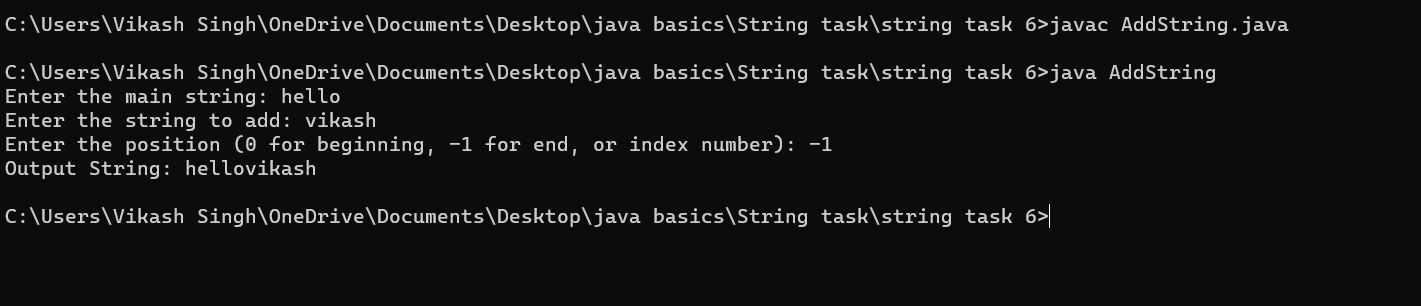 C:\Users\Vikash Singh\OneDrive\Documents\Desktop\java basics\String task\string task 6>javac AddString.java
C:\Users\Vikash Singh\OneDrive\Documents\Desktop\java basics\String task\string task 6>java AddString
Enter the main string: hello
Enter the string to add: vikash
Enter the position (0 for beginning, -1 for end, or index number): -1
Output String: hellovikash
C:\Users\Vikash Singh\OneDrive\Documents\Desktop\java basics\String task\string task 6>